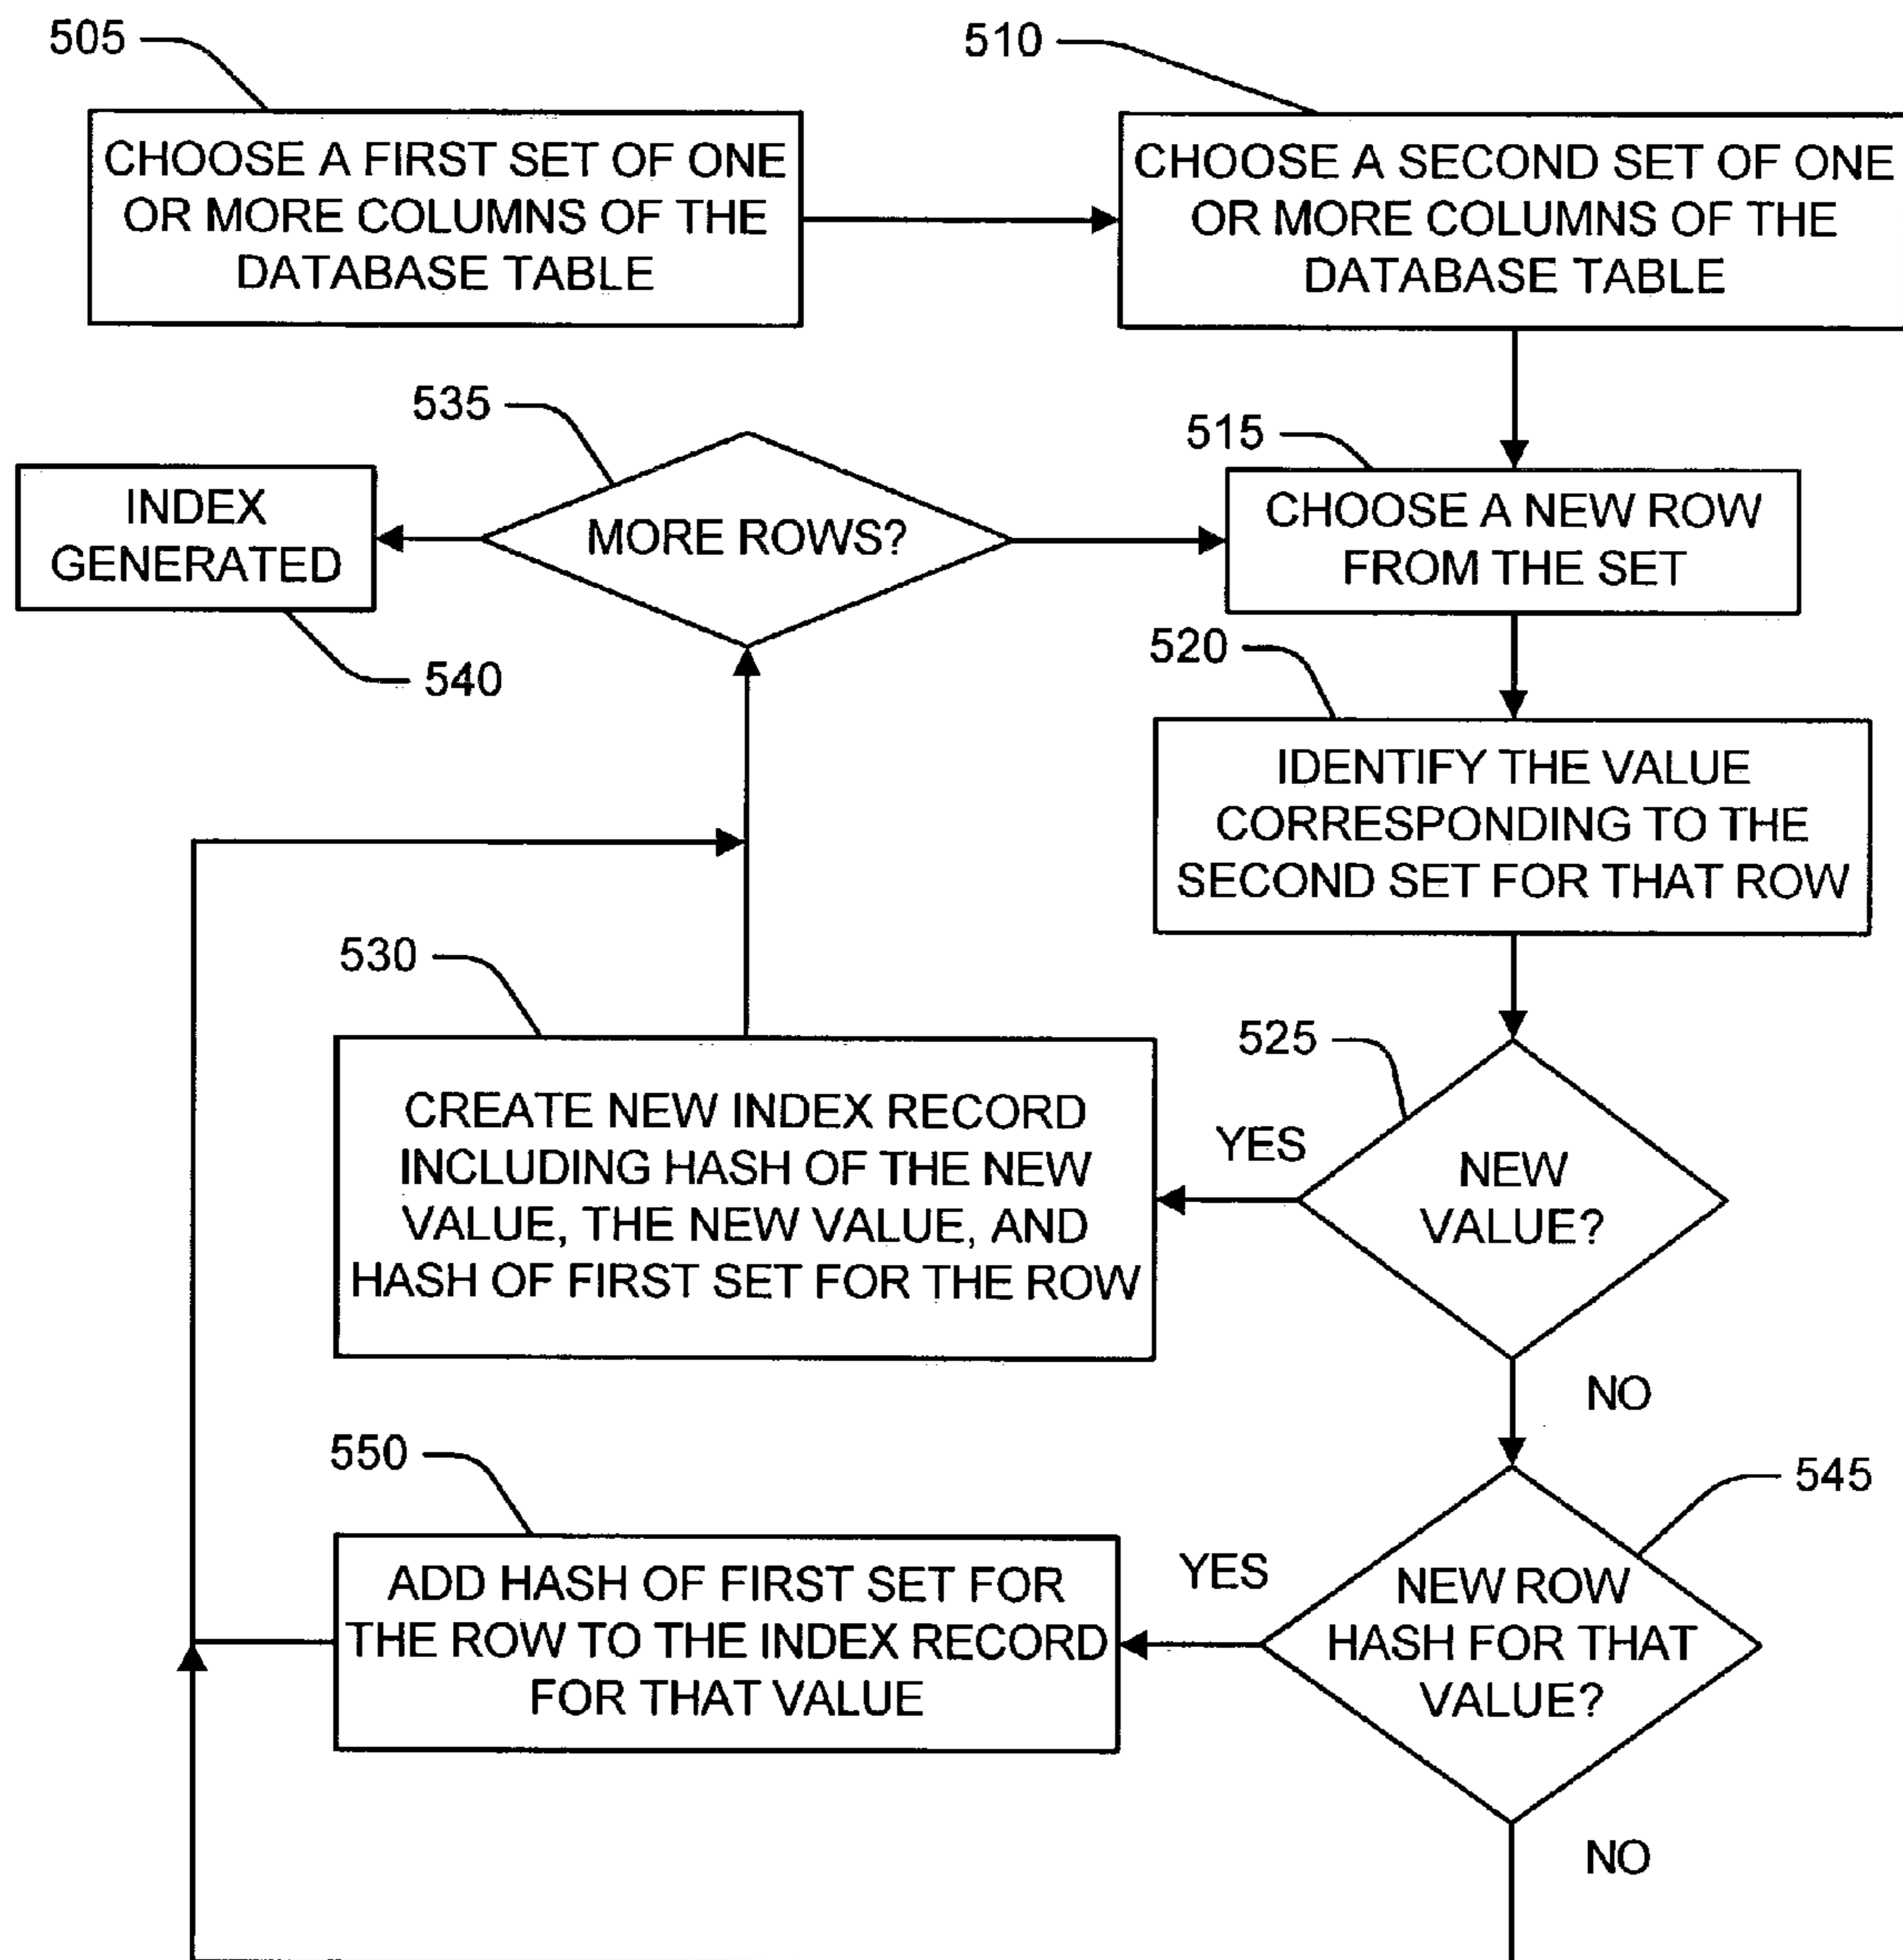 505
510
CHOOSE A FIRST SET OF ONE
OR MORE COLUMNS OF THE
DATABASE TABLE
CHOOSE A SECOND SET OF ONE
OR MORE COLUMNS OF THE
DATABASE TABLE
535
515
INDEX
GENERATED
MORE ROWS?
CHOOSE A NEW ROW
FROM THE SET
540
520
IDENTIFY THE VALUE
CORRESPONDING TO THE
SECOND SET FOR THAT ROW
530
525
CREATE NEW INDEX RECORD
INCLUDING HASH OF THE NEW
VALUE, THE NEW VALUE, AND
HASH OF FIRST SET FOR THE ROW
YES
NEW
VALUE?
NO
550
545
ADD HASH OF FIRST SET FOR
THE ROW TO THE INDEX RECORD
FOR THAT VALUE
YES
NEW ROW
HASH FOR THAT
VALUE?
NO